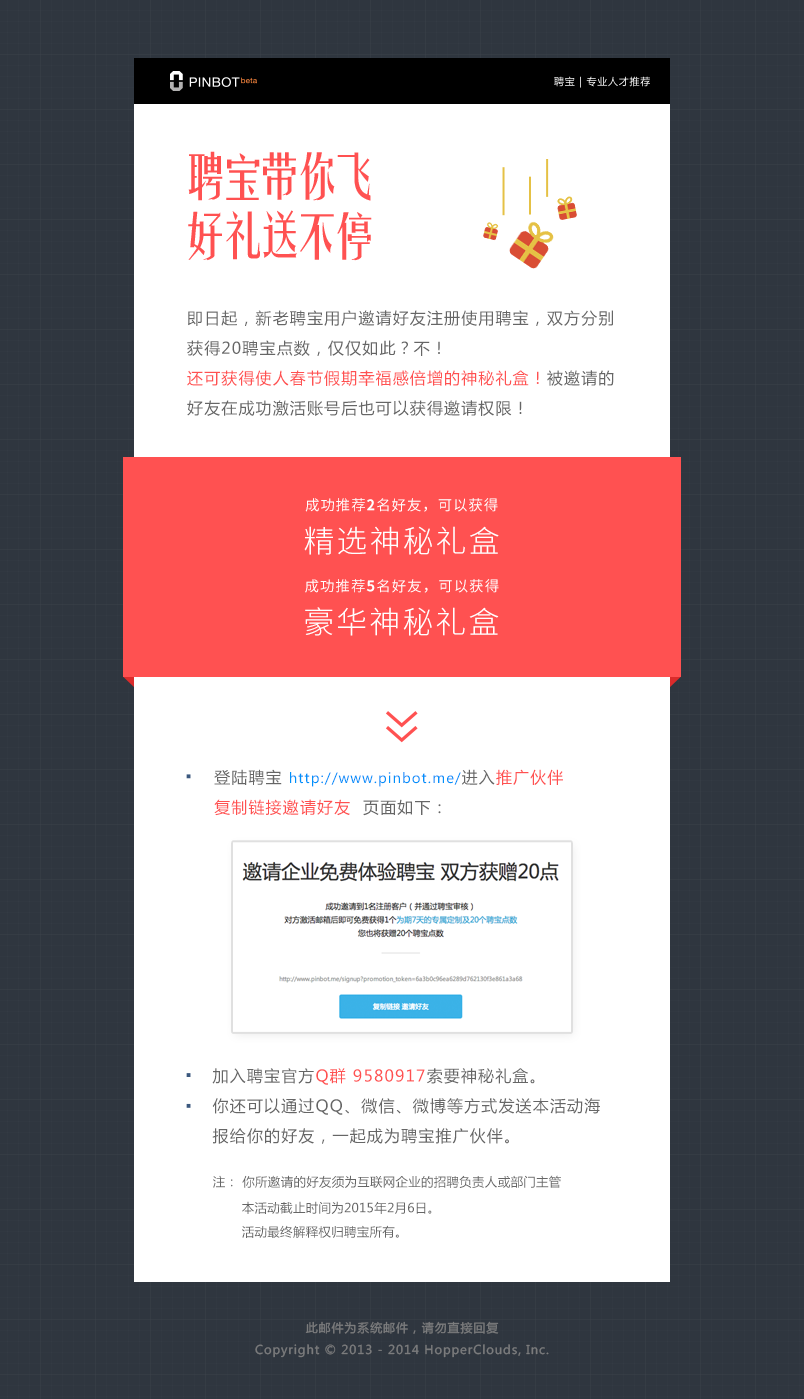 PINBOTbeta
聘宝 | 专业人才推荐
聘宝带你飞
好礼送不停
即日起，新老聘宝用户邀请好友注册使用聘宝，双方分别
获得20聘宝点数，仅仅如此？不！
还可获得使人春节假期幸福感倍增的神秘礼盒！被邀请的
好友在成功激活账号后也可以获得邀请权限！
成功推荐2名好友，可以获得
精选神秘礼盒
成功推荐5名好友，可以获得
豪华神秘礼盒
▪ 登陆聘宝 http://www.pinbot.me/进入推广伙伴
复制链接邀请好友 页面如下：
邀请企业免费体验聘宝 双方获赠20点
成功邀请到1名注册客户（并通过聘宝审核）
对方激活邮箱后即可免费获得1个为期7天的专属定制及20个聘宝点数
您也将获赠20个聘宝点数
http://www.pinbot.me/signup?promotion_token=6a3b0c96ea6289d762130f3e861a3a68
复制链接 邀请好友
▪ 加入聘宝官方Q群 9580917索要神秘礼盒。
▪ 你还可以通过QQ、微信、微博等方式发送本活动海
报给你的好友，一起成为聘宝推广伙伴。
注： 你所邀请的好友须为互联网企业的招聘负责人或部门主管
本活动截止时间为2015年2月6日。
活动最终解释权归聘宝所有。
此邮件为系统邮件，请勿直接回复
Copyright © 2013 - 2014 HopperClouds, Inc.